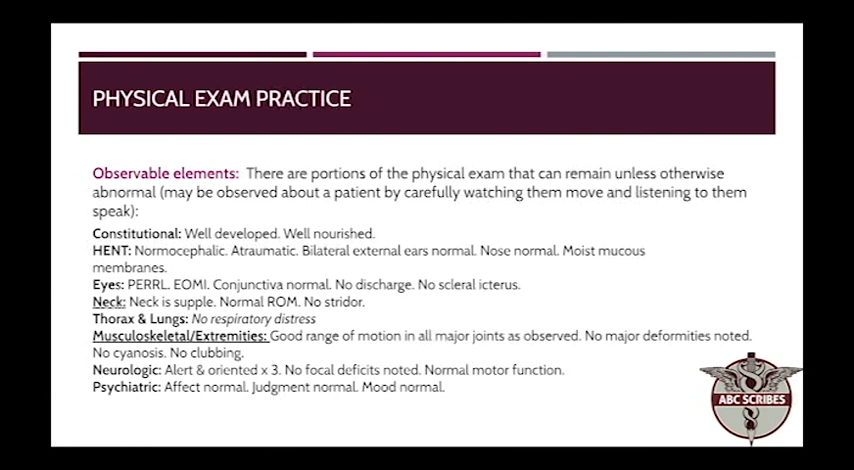 PHYSICAL EXAM PRACTICE
Observable elements: There are portions of the physical exam that can remain unless otherwise
abnormal (may be observed about a patient by carefully watching them move and listening to them
speak):
Constitutional: Well developed. Well nourished.
HENT: Normocephalic. Atraumatic. Bilateral external ears normal. Nose normal. Moist mucous
membranes.
Eyes: PERRL. EOMI. Conjunctiva normal. No discharge. No scleral icterus.
Neck: Neck is supple. Normal ROM. No stridor.
Thorax & Lungs: No respiratory distress
Musculoskeletal/Extremities: Good range of motion in all major joints as observed. No major deformities noted.
No cyanosis. No clubbing.
Neurologic: Alert & oriented x 3. No focal deficits noted. Normal motor function.
Psychiatric: Affect normal. Judgment normal. Mood normal.
ABC SCRIBES